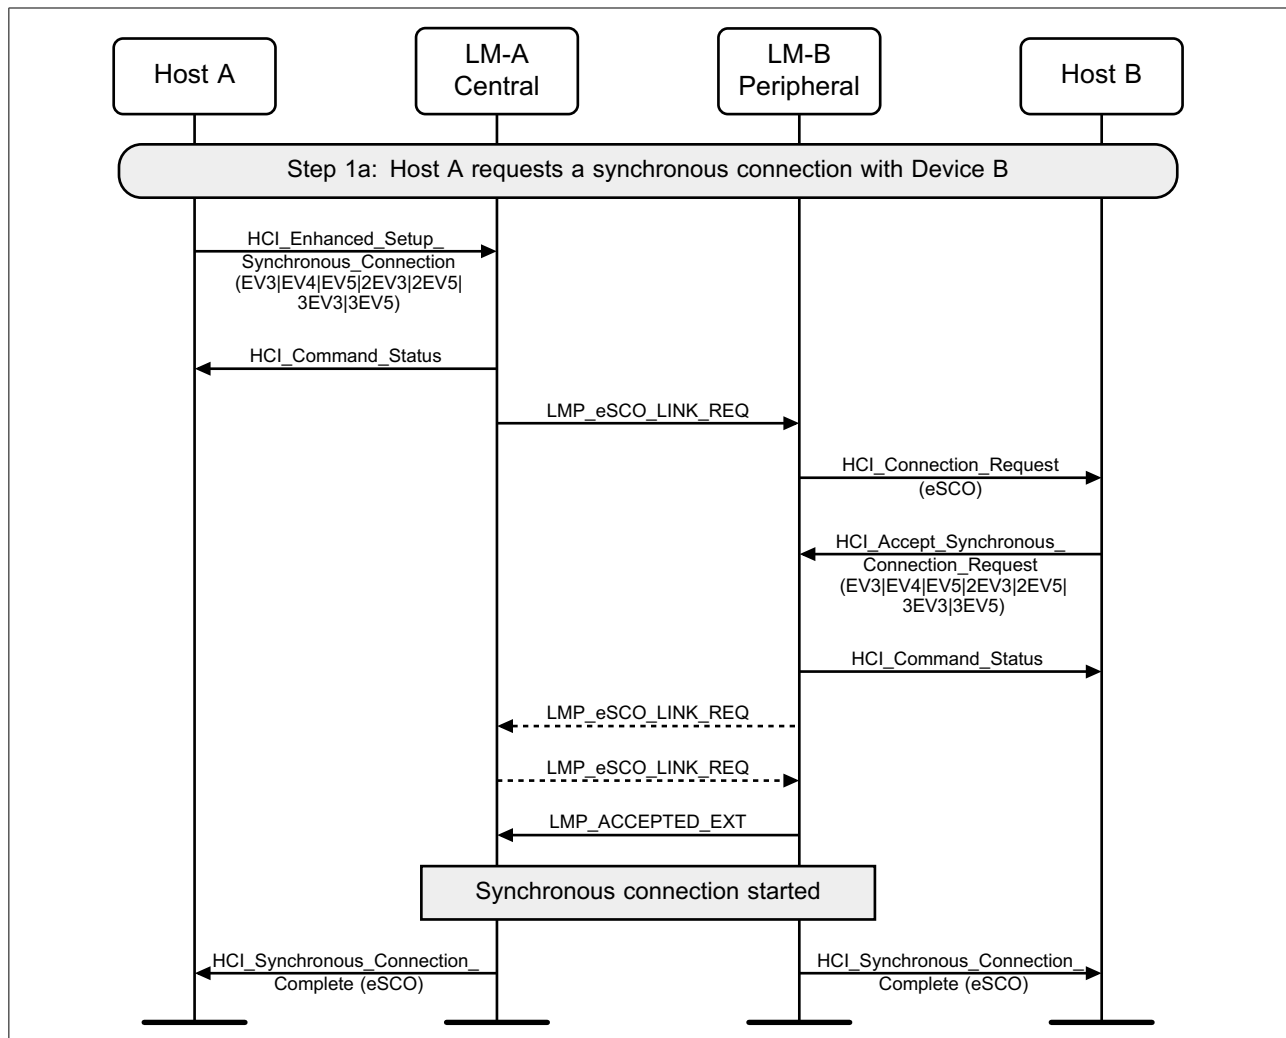 Host A
LM-A
Central
LM-B
Peripheral
Host B
Step 1a: Host A requests a synchronous connection with Device B
HCI_Enhanced_Setup_
Synchronous_Connection
(EV3|EV4|EV5|2EV3|2EV5|
3EV3|3EV5)
HCI_Command_Status
LMP_eSCO_LINK_REQ
HCI_Connection_Request
(eSCO)
HCI_Accept_Synchronous_
Connection_Request
(EV3|EV4|EV5|2EV3|2EV5|
3EV3|3EV5)
HCI_Command_Status
LMP_eSCO_LINK_REQ
LMP_eSCO_LINK_REQ
LMP_ACCEPTED_EXT
Synchronous connection started
HCI_Synchronous_Connection_
Complete (eSCO)
HCI_Synchronous_Connection_
Complete (eSCO)